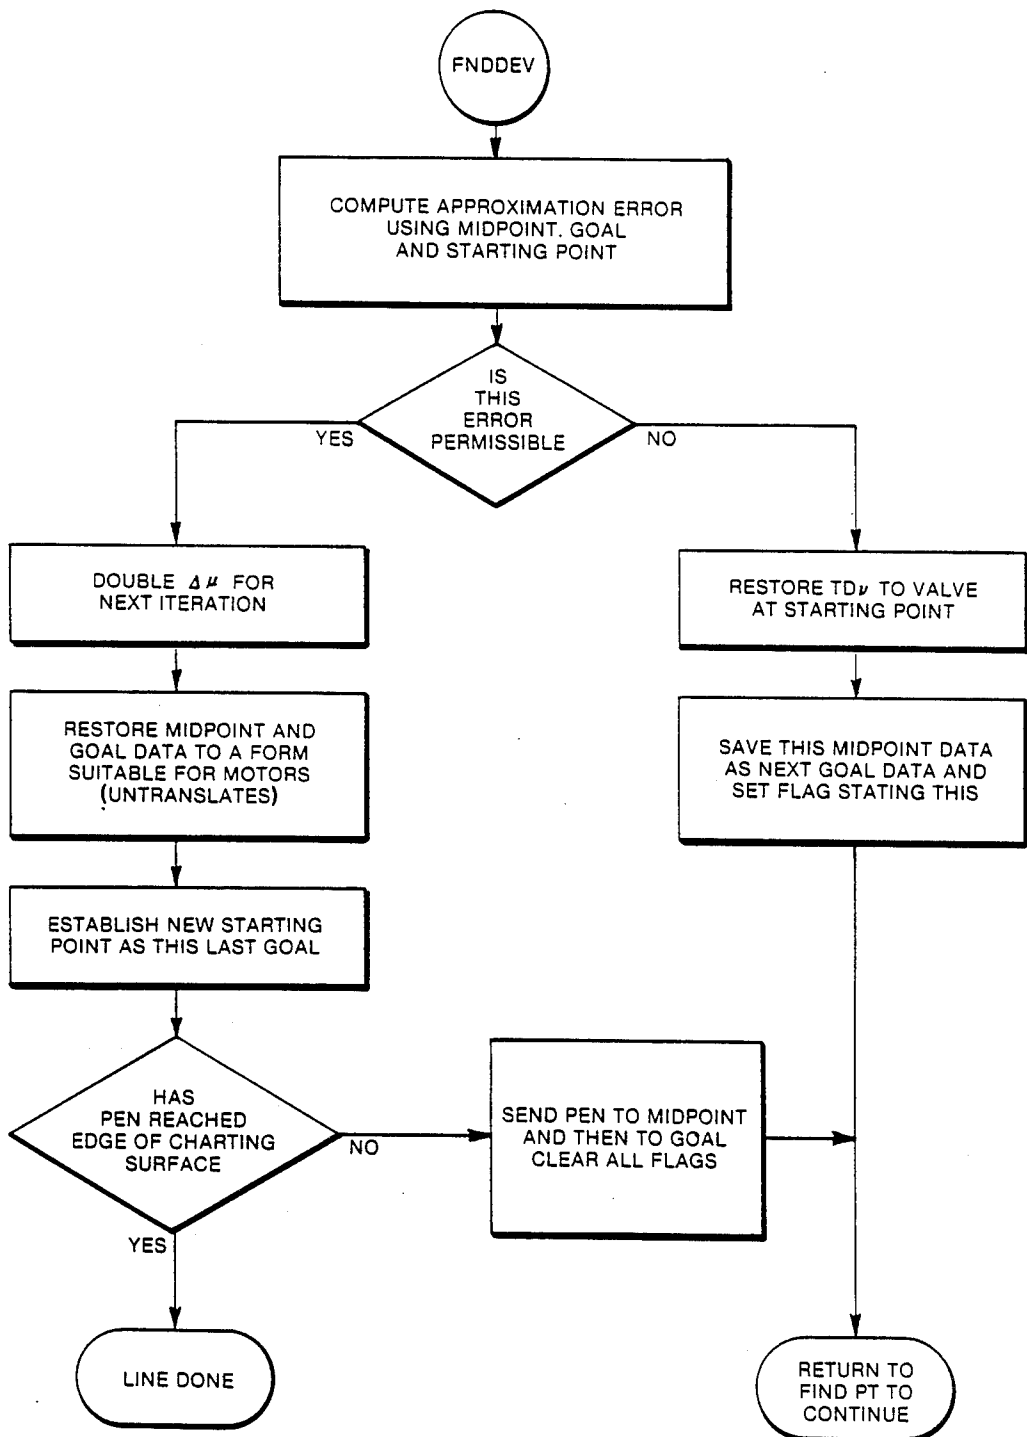 FNDDEV
COMPUTE APPROXIMATION ERROR
USING MIDPOINT. GOAL
AND STARTING POINT
IS
THIS
ERROR
PERMISSIBLE
YES
NO
DOUBLE Δμ FOR
NEXT ITERATION
RESTORE TDν TO VALVE
AT STARTING POINT
RESTORE MIDPOINT AND
GOAL DATA TO A FORM
SUITABLE FOR MOTORS
(UNTRANSLATES)
SAVE THIS MIDPOINT DATA
AS NEXT GOAL DATA AND
SET FLAG STATING THIS
ESTABLISH NEW STARTING
POINT AS THIS LAST GOAL
HAS
PEN REACHED
EDGE OF CHARTING
SURFACE
NO
YES
SEND PEN TO MIDPOINT
AND THEN TO GOAL
CLEAR ALL FLAGS
LINE DONE
RETURN TO
FIND PT TO
CONTINUE